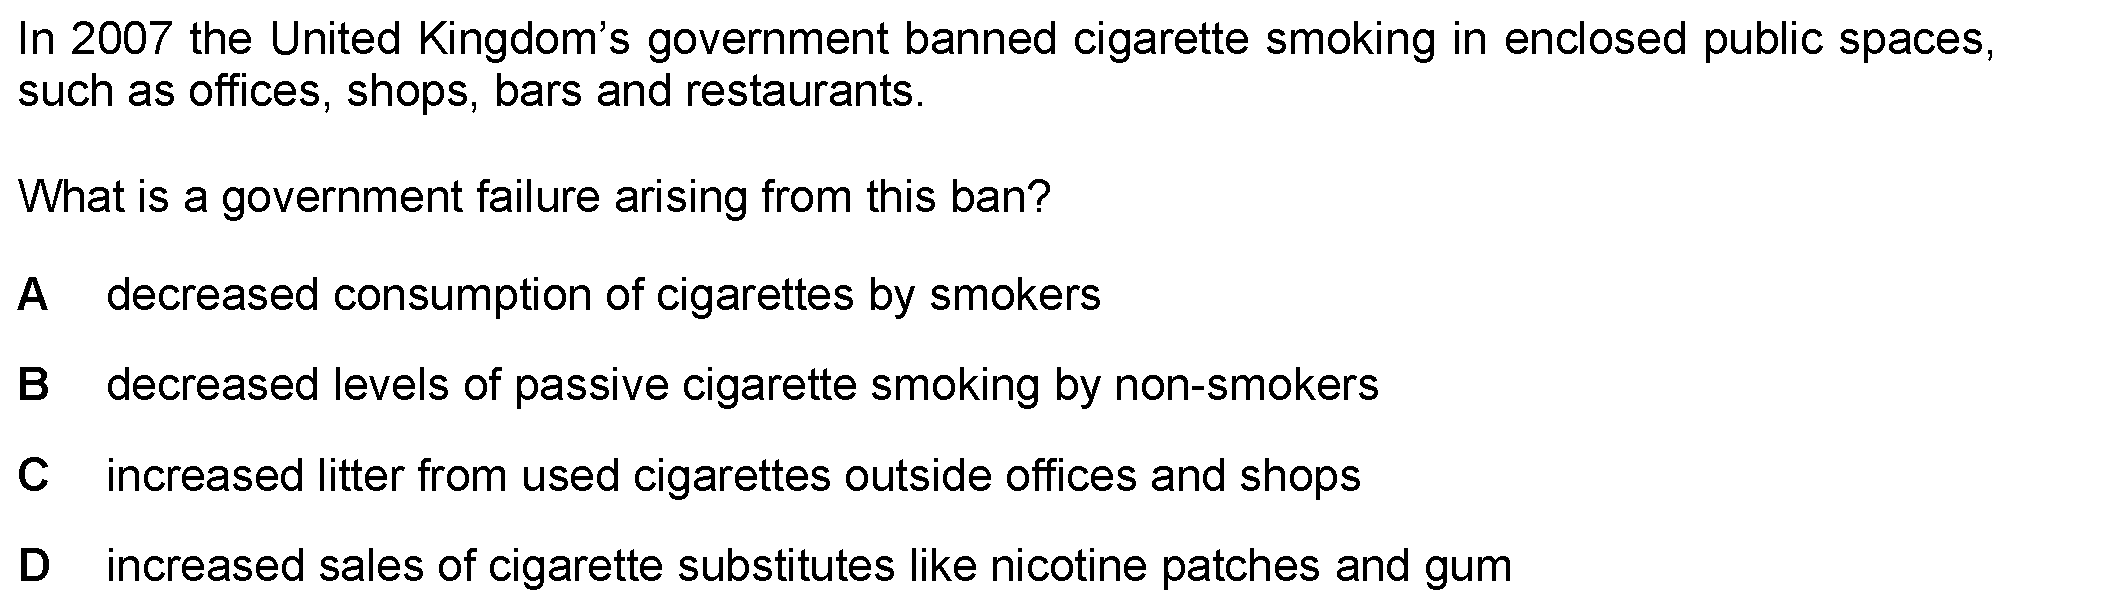 In 2007 the United Kingdom’s government banned cigarette smoking in enclosed public spaces,
such as offices, shops, bars and restaurants.
What is a government failure arising from this ban?
A decreased consumption of cigarettes by smokers
B decreased levels of passive cigarette smoking by non-smokers
C increased litter from used cigarettes outside offices and shops
D increased sales of cigarette substitutes like nicotine patches and gum